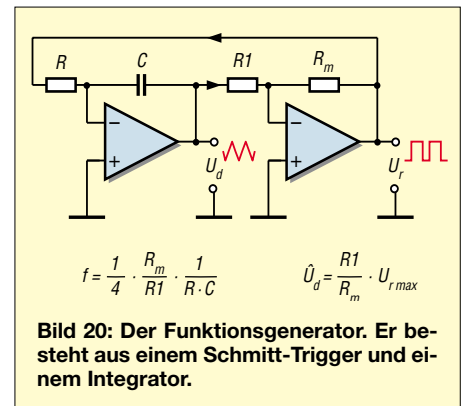 R C R1 Rm
− −
+ +
Ud Ur
f = 1/4 · Rm/R1 · 1/R·C Ûd = R1/Rm · Ur max
Bild 20: Der Funktionsgenerator. Er be-
steht aus einem Schmitt-Trigger und ei-
nem Integrator.